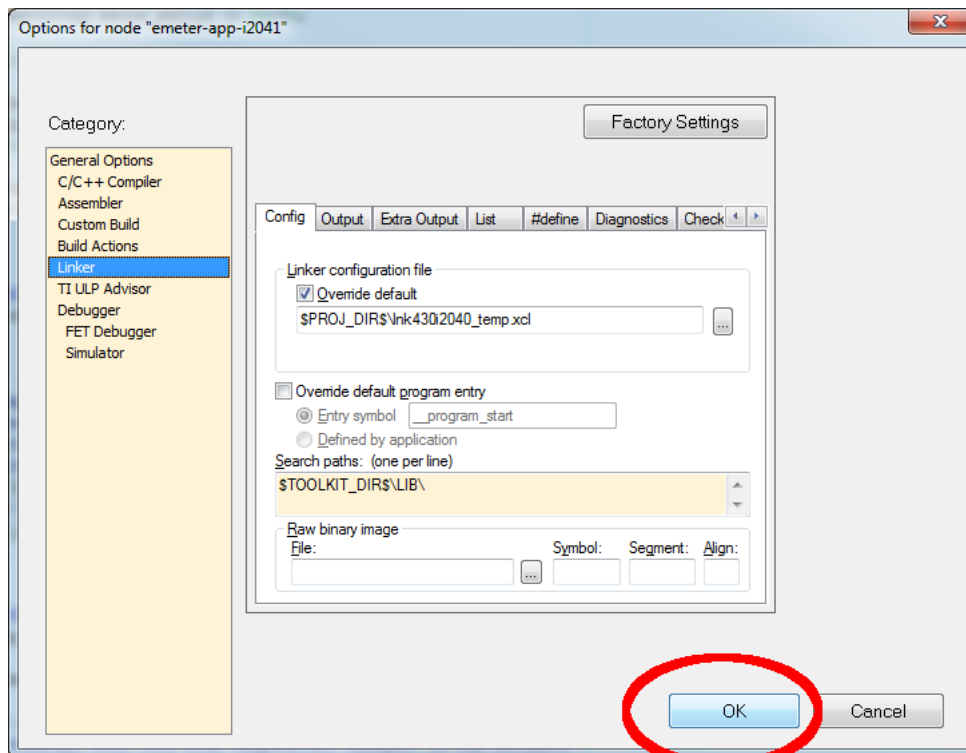 Options for node "emeter-app-i2041"
x
Category:
Factory Settings
General Options
C/C++ Compiler
Assembler
Custom Build
Build Actions
Linker
TI ULP Advisor
Debugger
FET Debugger
Simulator
Config Output Extra Output List #define Diagnostics Check
Linker configuration file
Override default
$PROJ_DIR$\lnk430i2040_temp.xcl
...
Override default program entry
Entry symbol __program_start
Defined by application
Search paths: (one per line)
$TOOLKIT_DIR$\LIB\
Raw binary image
File: Symbol: Segment: Align:
...
OK Cancel